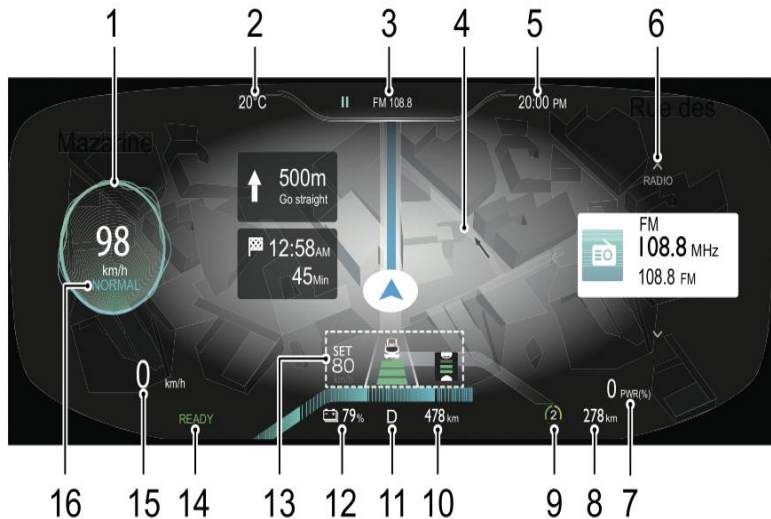 1 2 3 4 5 6
20°C
FM 108.8
20:00 PM
Mazarine
Rue des
RADIO
500m
Go straight
12:58AM
45Min
98
km/h
NORMAL
FM
108.8 MHz
108.8 FM
SET
80
0 km/h
0 PWR(%)
READY
79%
D
478km
2
278km
16 15 14 13 12 11 10 9 8 7